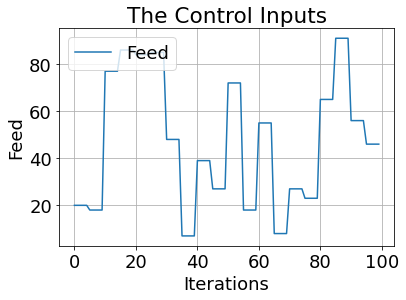 The Control Inputs
Feed
Feed
80
60
40
20
0 20 40 60 80 100
Iterations